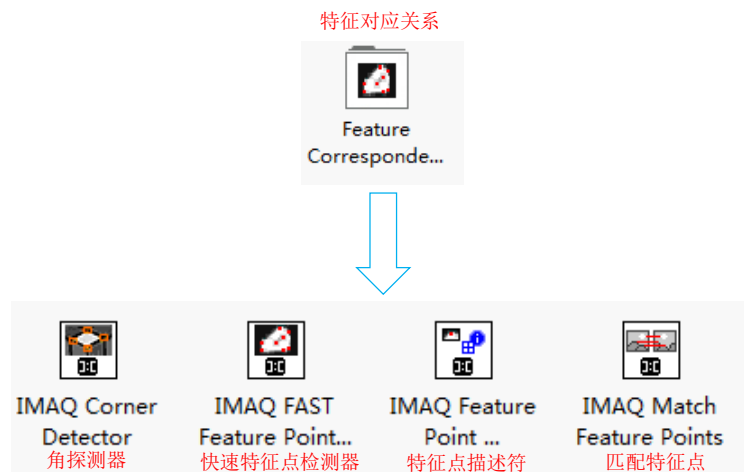 特征对应关系
Feature
Corresponde...
IMAQ Corner
Detector
角探测器
IMAQ FAST
Feature Point...
快速特征点检测器
IMAQ Feature
Point ...
特征点描述符
IMAQ Match
Feature Points
匹配特征点